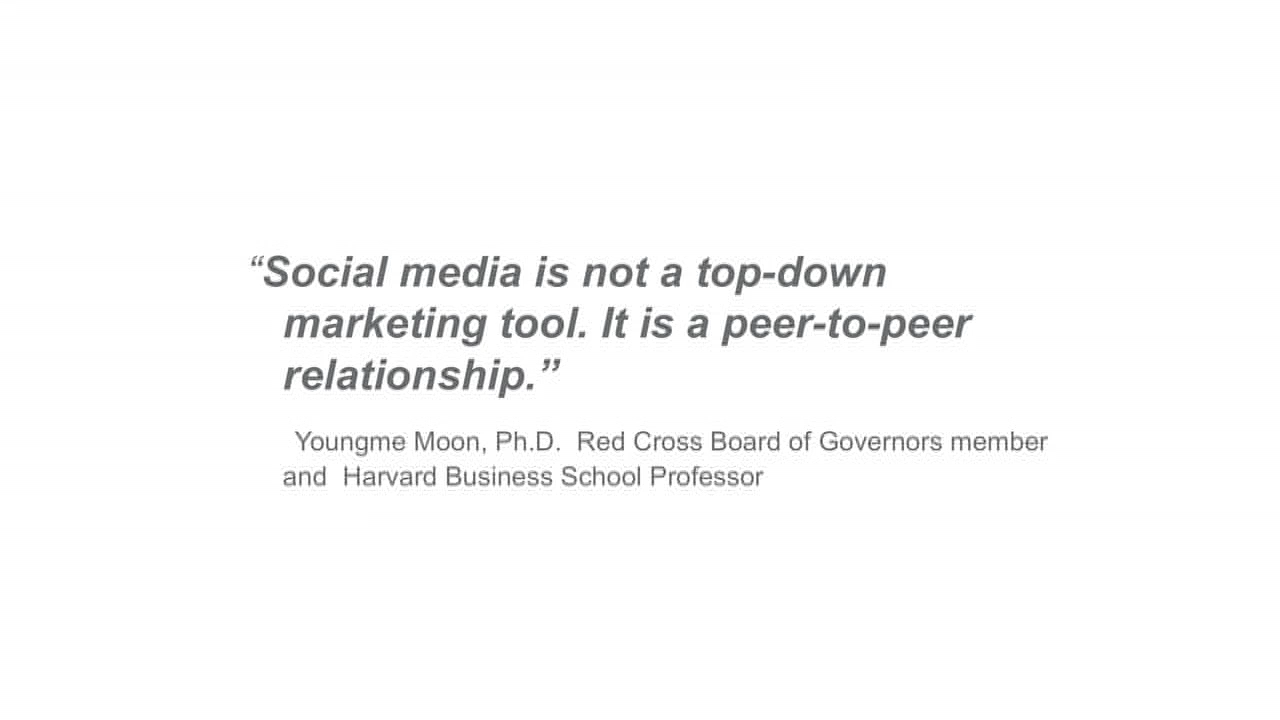 “Social media is not a top-down
marketing tool. It is a peer-to-peer
relationship.”
Youngme Moon, Ph.D.  Red Cross Board of Governors member
and  Harvard Business School Professor